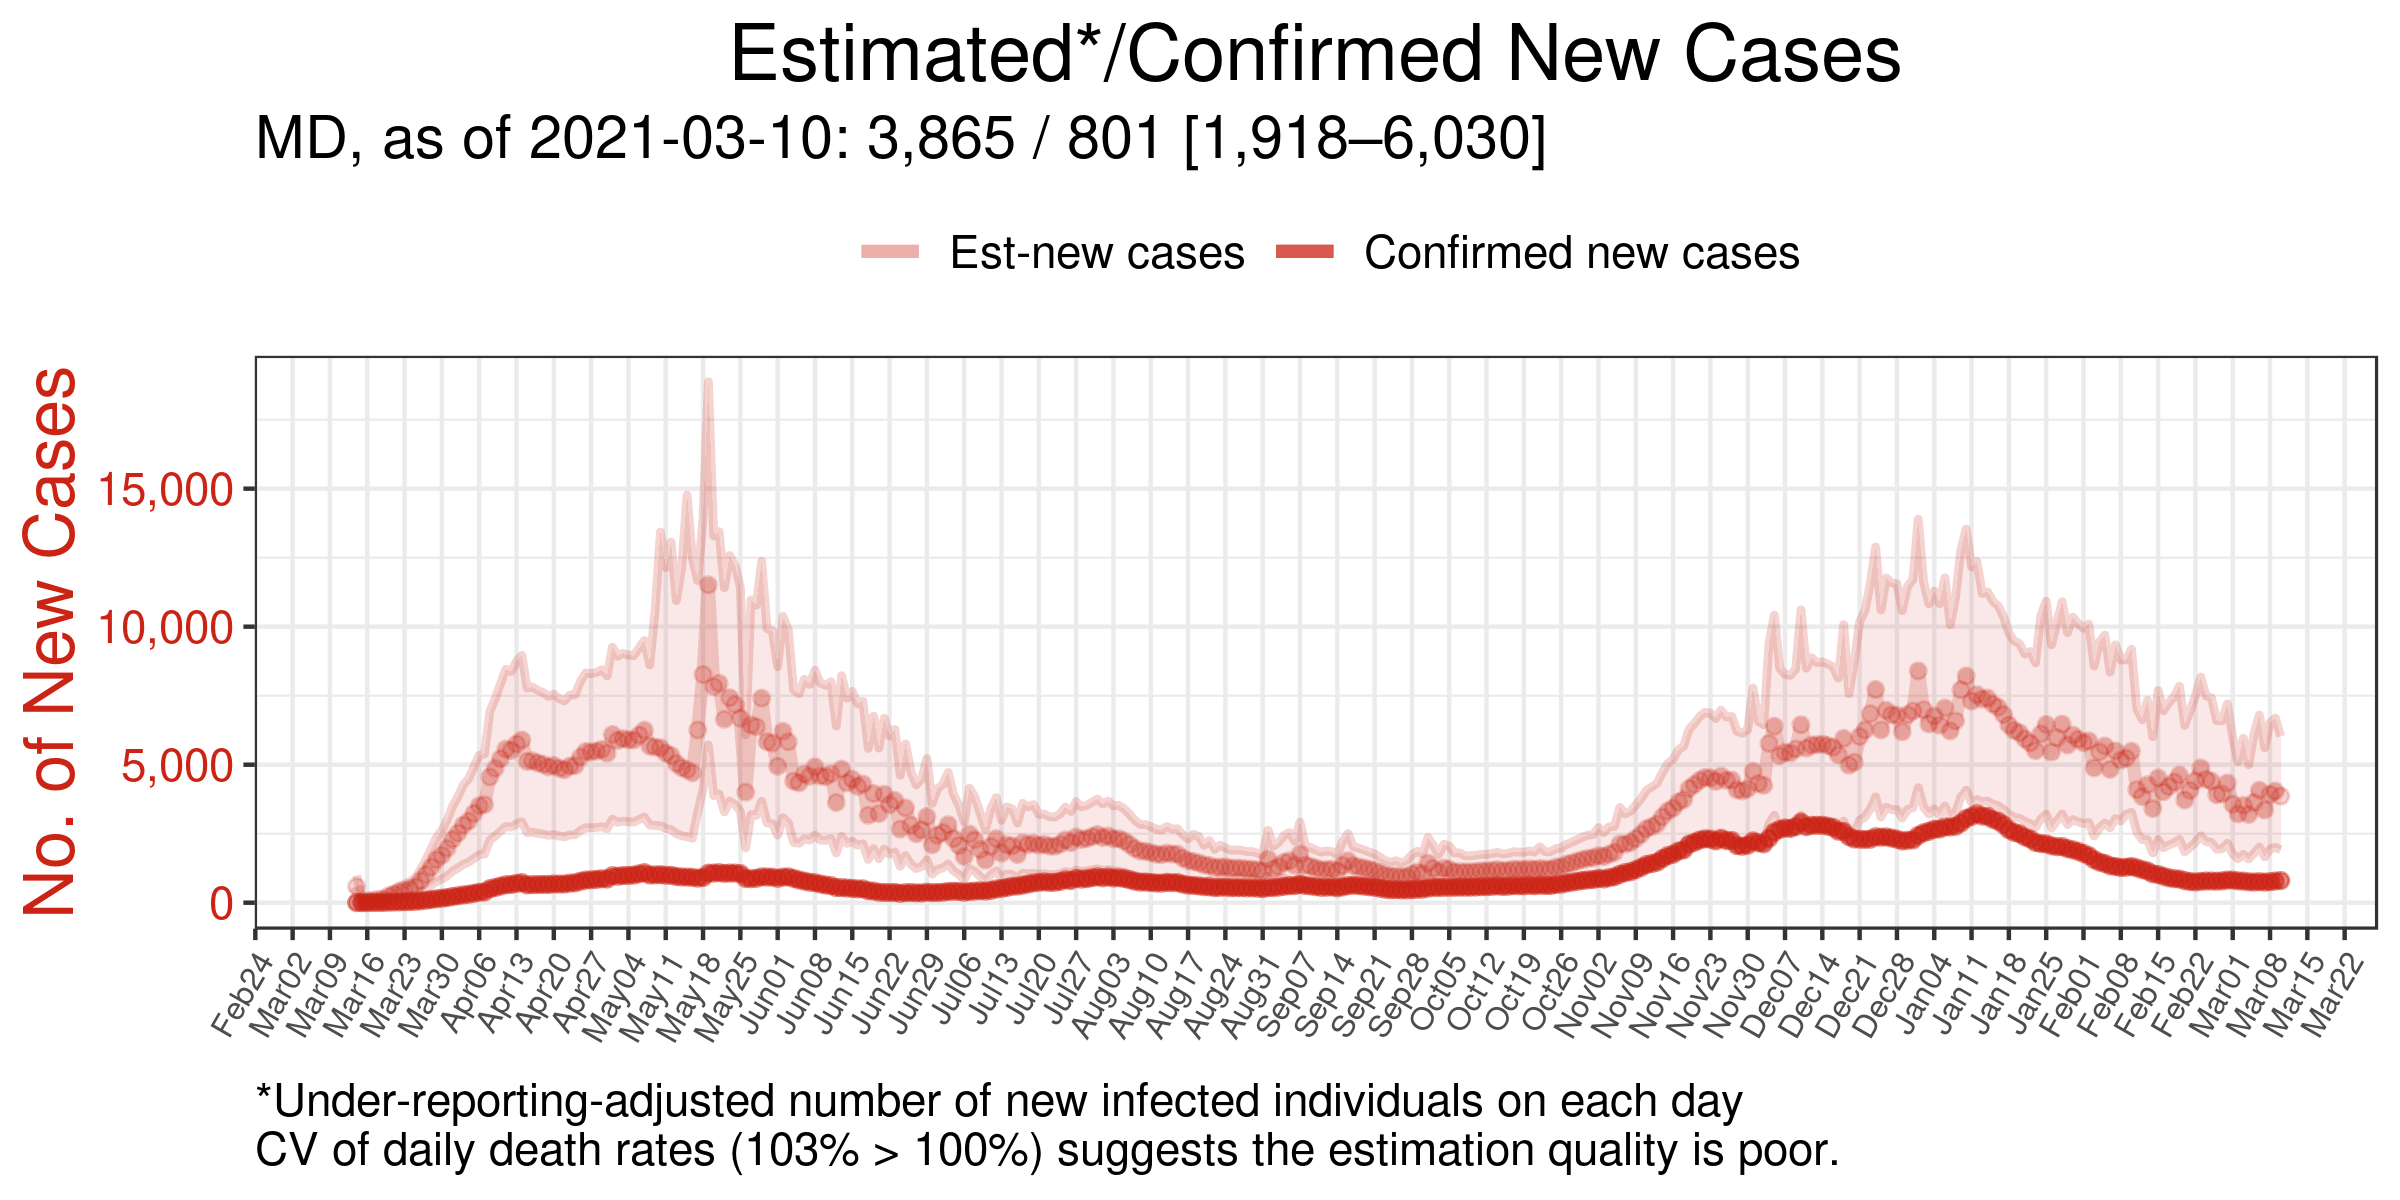 Estimated*/Confirmed New Cases
MD, as of 2021-03-10: 3,865 / 801 [1,918–6,030]
Est-new cases
Confirmed new cases
No. of New Cases
15,000
10,000
5,000
0
Feb24
Mar02
Mar09
Mar16
Mar23
Mar30
Apr06
Apr13
Apr20
Apr27
May04
May11
May18
May25
Jun01
Jun08
Jun15
Jun22
Jun29
Jul06
Jul13
Jul20
Jul27
Aug03
Aug10
Aug17
Aug24
Aug31
Sep07
Sep14
Sep21
Sep28
Oct05
Oct12
Oct19
Oct26
Nov02
Nov09
Nov16
Nov23
Nov30
Dec07
Dec14
Dec21
Dec28
Jan04
Jan11
Jan18
Jan25
Feb01
Feb08
Feb15
Feb22
Mar01
Mar08
Mar15
Mar22
*Under-reporting-adjusted number of new infected individuals on each day
CV of daily death rates (103% > 100%) suggests the estimation quality is poor.